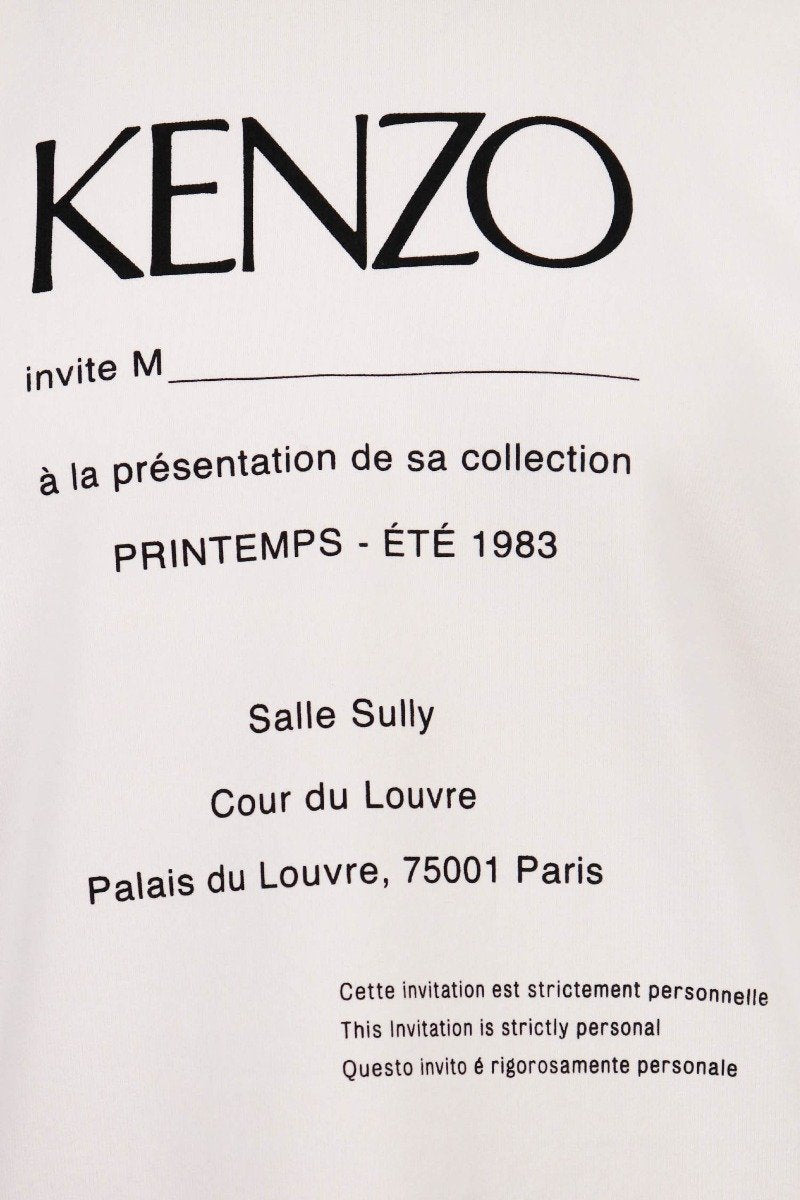 KENZO
invite M
à la présentation de sa collection
PRINTEMPS - ÉTÉ 1983
Salle Sully
Cour du Louvre
Palais du Louvre, 75001 Paris
Cette invitation est strictement personnelle
This Invitation is strictly personal
Questo invito é rigorosamente personale